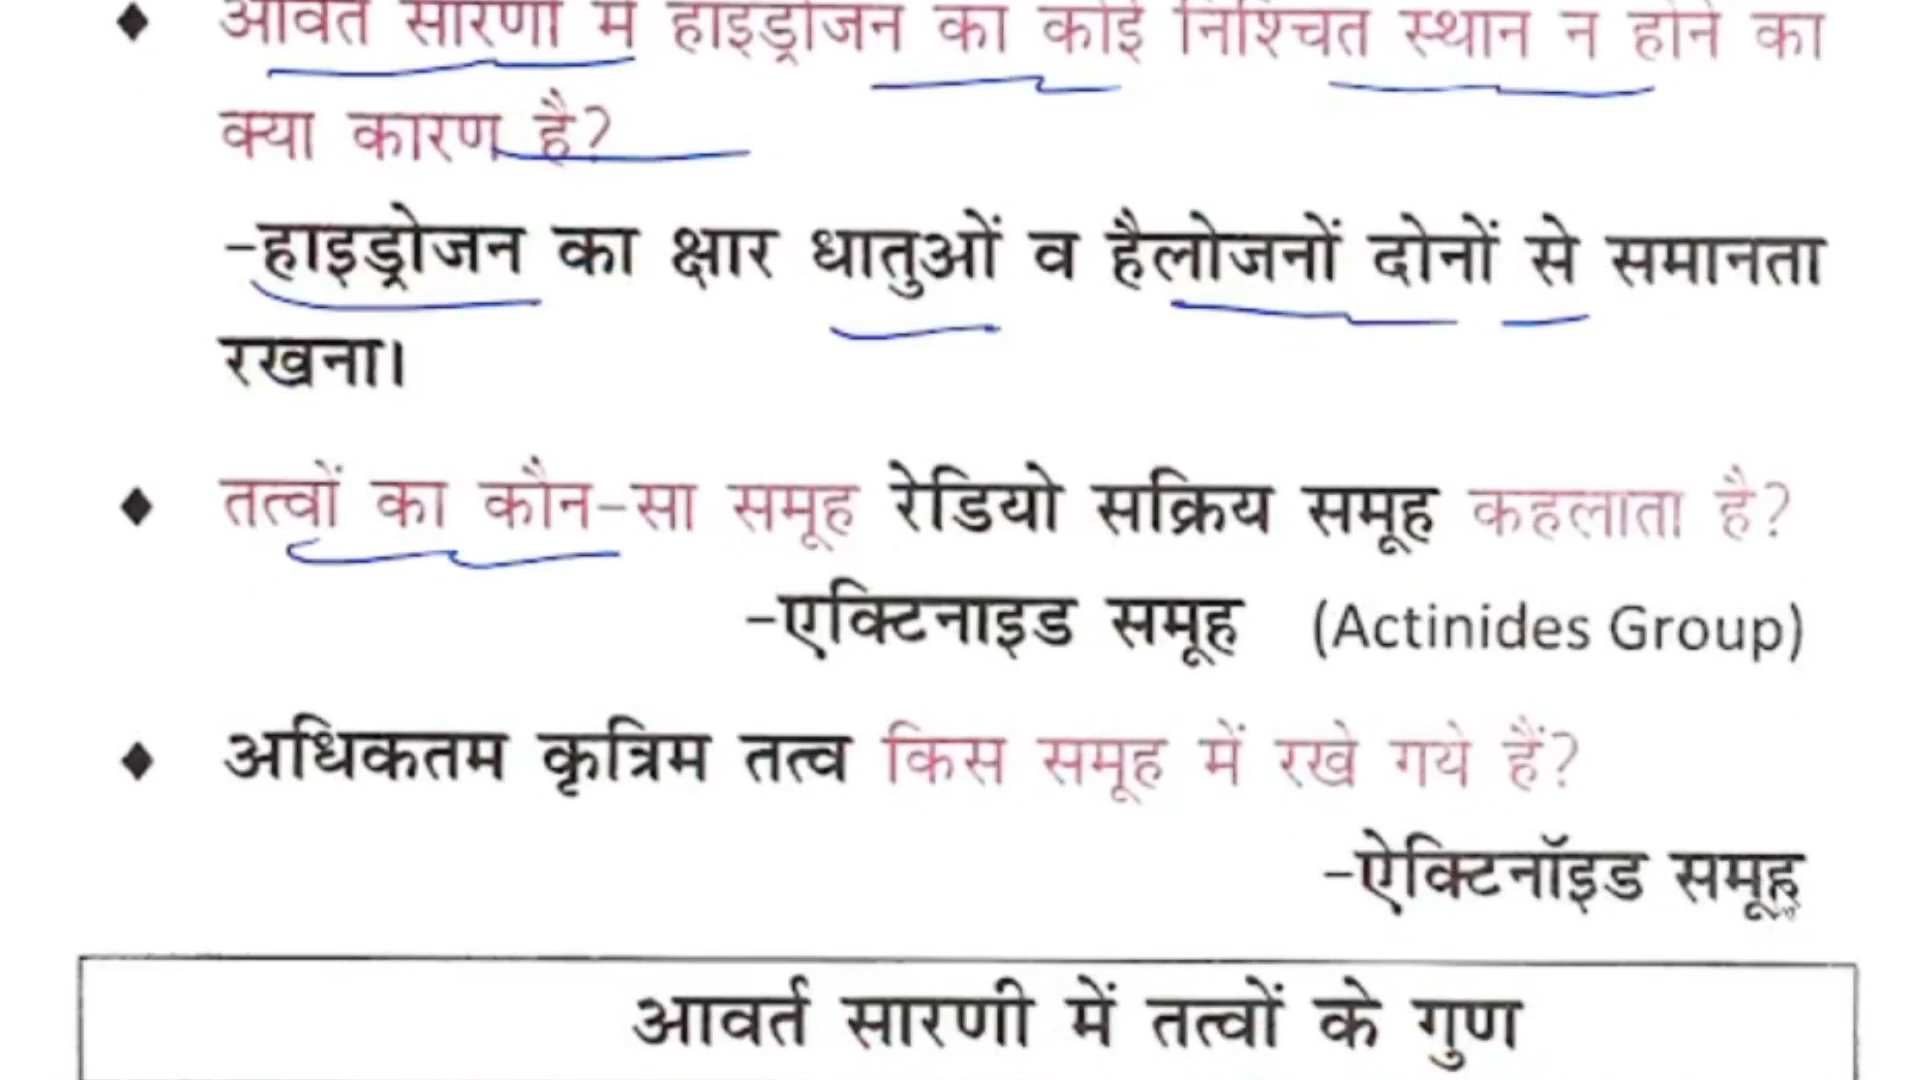 ♦ आवर्त सारणी में हाइड्रोजन का कोई निश्चित स्थान न होने का
क्या कारण है?
-हाइड्रोजन का क्षार धातुओं व हैलोजनों दोनों से समानता
रखना।
♦ तत्वों का कौन-सा समूह रेडियो सक्रिय समूह कहलाता है?
-एक्टिनाइड समूह (Actinides Group)
♦ अधिकतम कृत्रिम तत्व किस समूह में रखे गये हैं?
-ऐक्टिनॉइड समूह
आवर्त सारणी में तत्वों के गुण